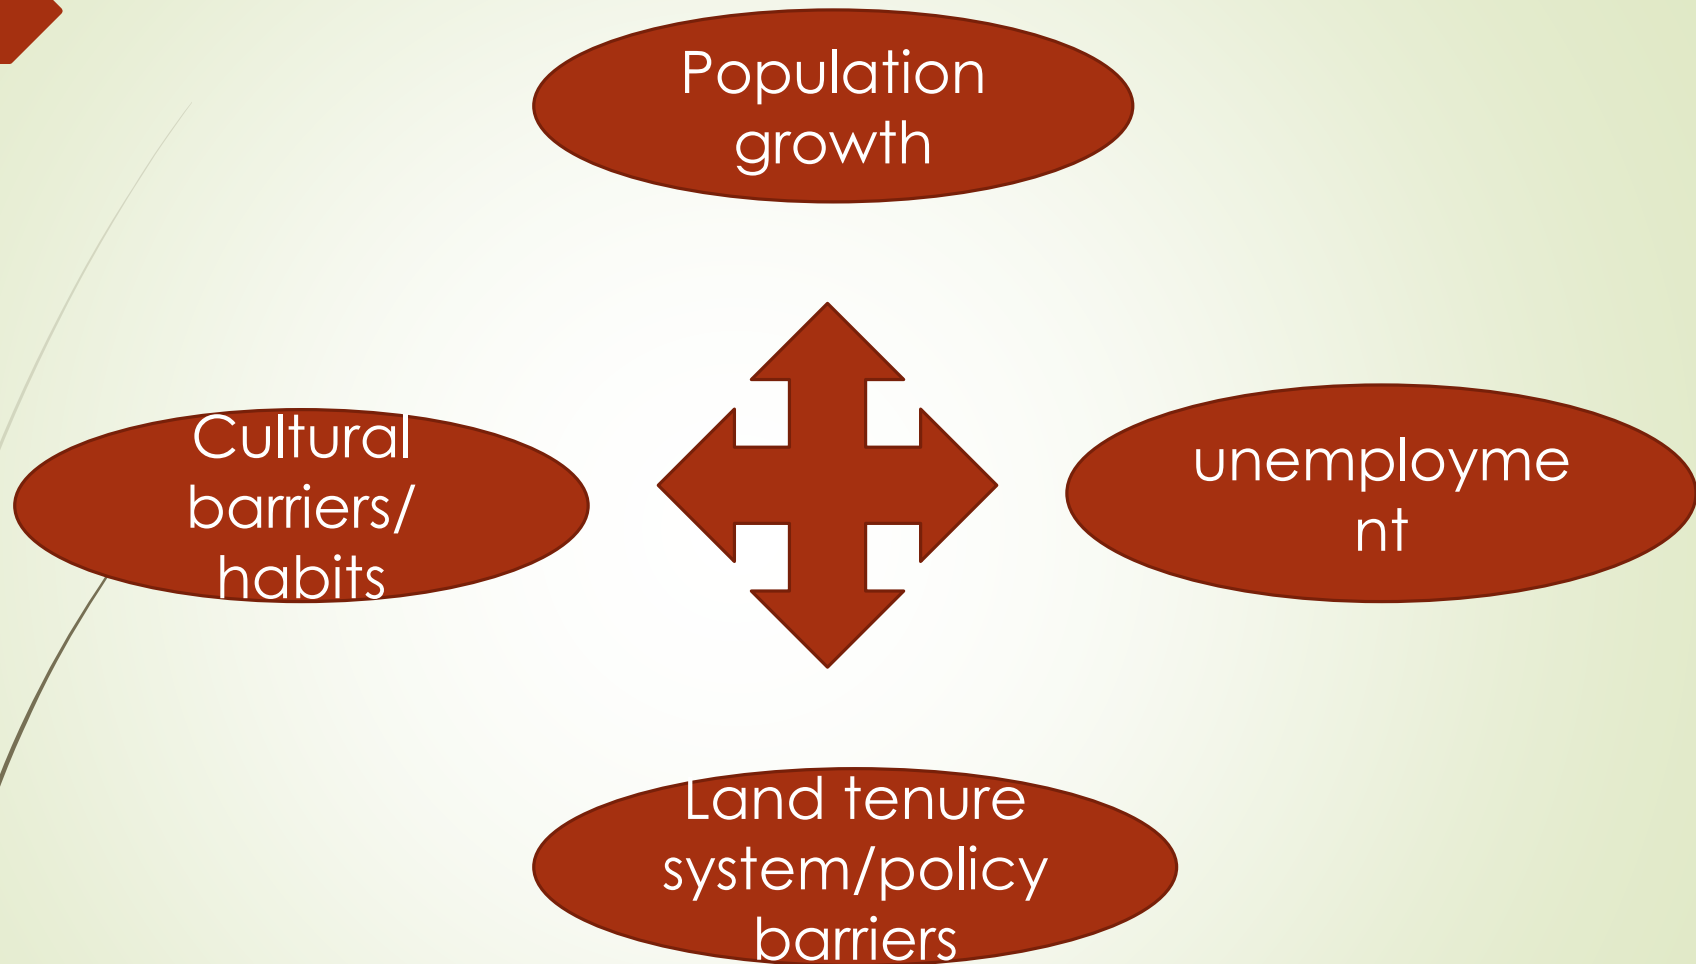 Population
growth
Cultural
barriers/
habits
unemployme
nt
Land tenure
system/policy
barriers